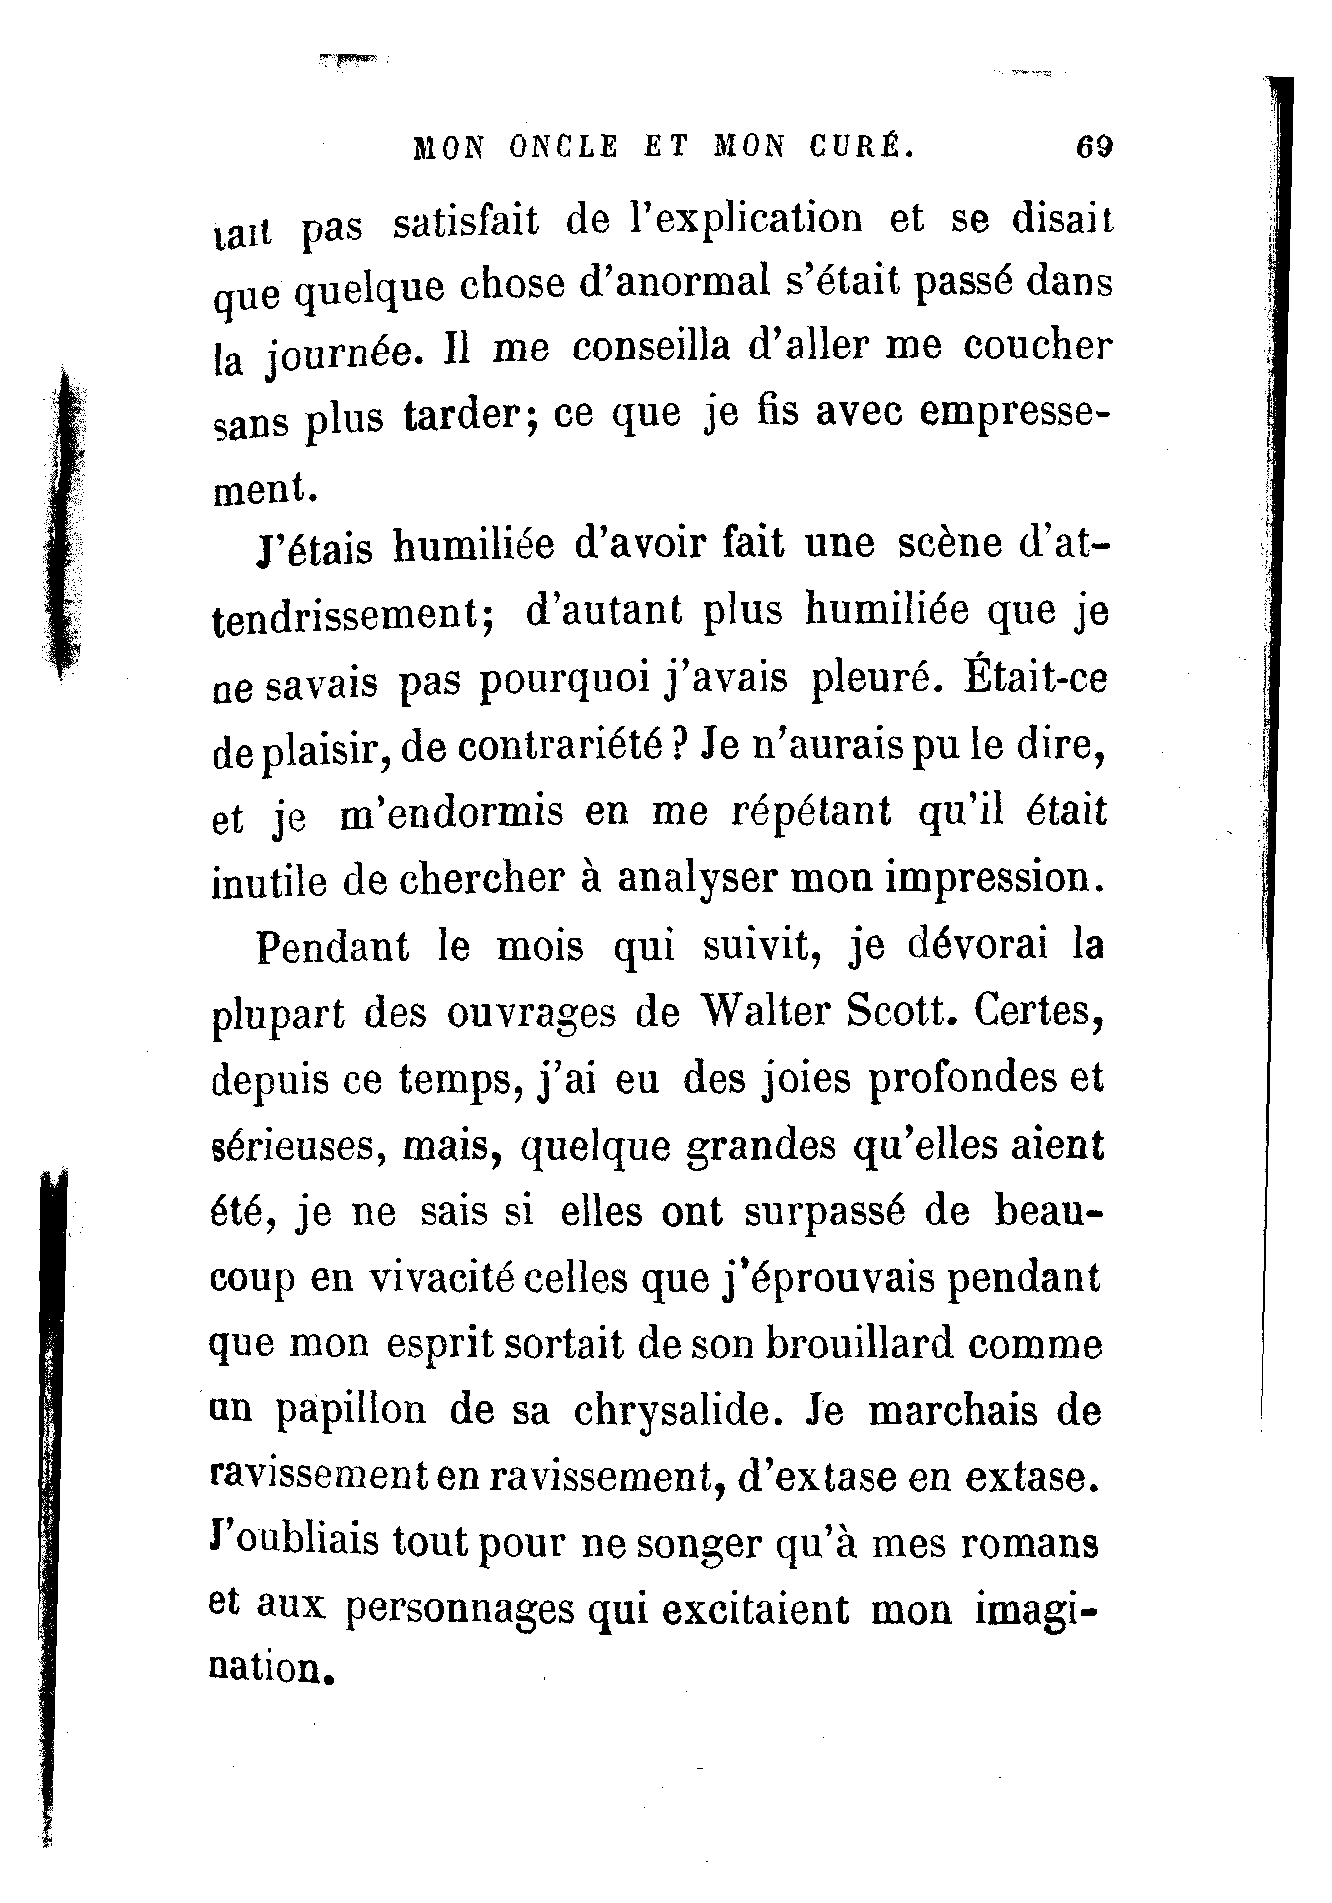 MON ONCLE ET MON CURÉ. 69
tait pas satisfait de l'explication et se disait
que quelque chose d'anormal s'était passé dans
la journée. Il me conseilla d'aller me coucher
sans plus tarder; ce que je fis avec empresse-
ment.
J'étais humiliée d'avoir fait une scène d'at-
tendrissement; d'autant plus humiliée que je
ne savais pas pourquoi j'avais pleuré. Était-ce
de plaisir, de contrariété? Je n'aurais pu le dire,
et je m'endormis en me répétant qu'il était
inutile de chercher à analyser mon impression.
Pendant le mois qui suivit, je dévorai la
plupart des ouvrages de Walter Scott. Certes,
depuis ce temps, j'ai eu des joies profondes et
sérieuses, mais, quelque grandes qu'elles aient
été, je ne sais si elles ont surpassé de beau-
coup en vivacité celles que j'éprouvais pendant
que mon esprit sortait de son brouillard comme
un papillon de sa chrysalide. Je marchais de
ravissement en ravissement, d'extase en extase.
J'oubliais tout pour ne songer qu'à mes romans
et aux personnages qui excitaient mon imagi-
nation.